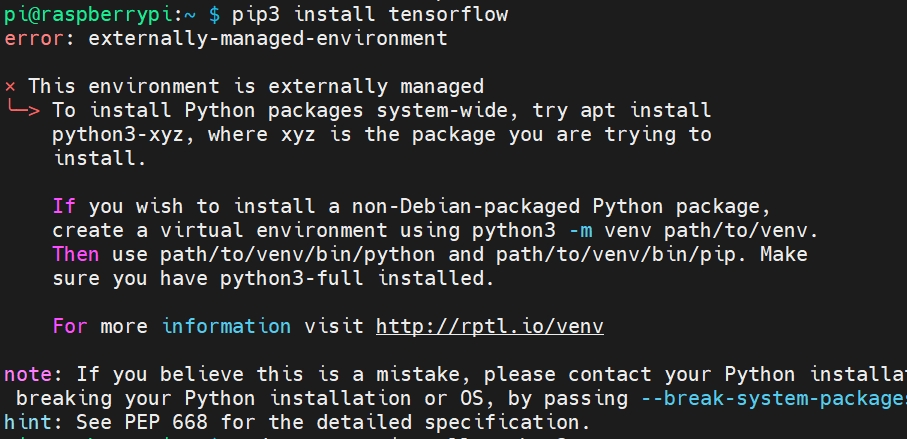 pi@raspberrypi:~ $ pip3 install tensorflow
error: externally-managed-environment
× This environment is externally managed
╰─> To install Python packages system-wide, try apt install
python3-xyz, where xyz is the package you are trying to
install.
If you wish to install a non-Debian-packaged Python package,
create a virtual environment using python3 -m venv path/to/venv.
Then use path/to/venv/bin/python and path/to/venv/bin/pip. Make
sure you have python3-full installed.
For more information visit http://rptl.io/venv
note: If you believe this is a mistake, please contact your Python
breaking your Python installation or OS, by passing --break-system-packages
hint: See PEP 668 for the detailed specification.